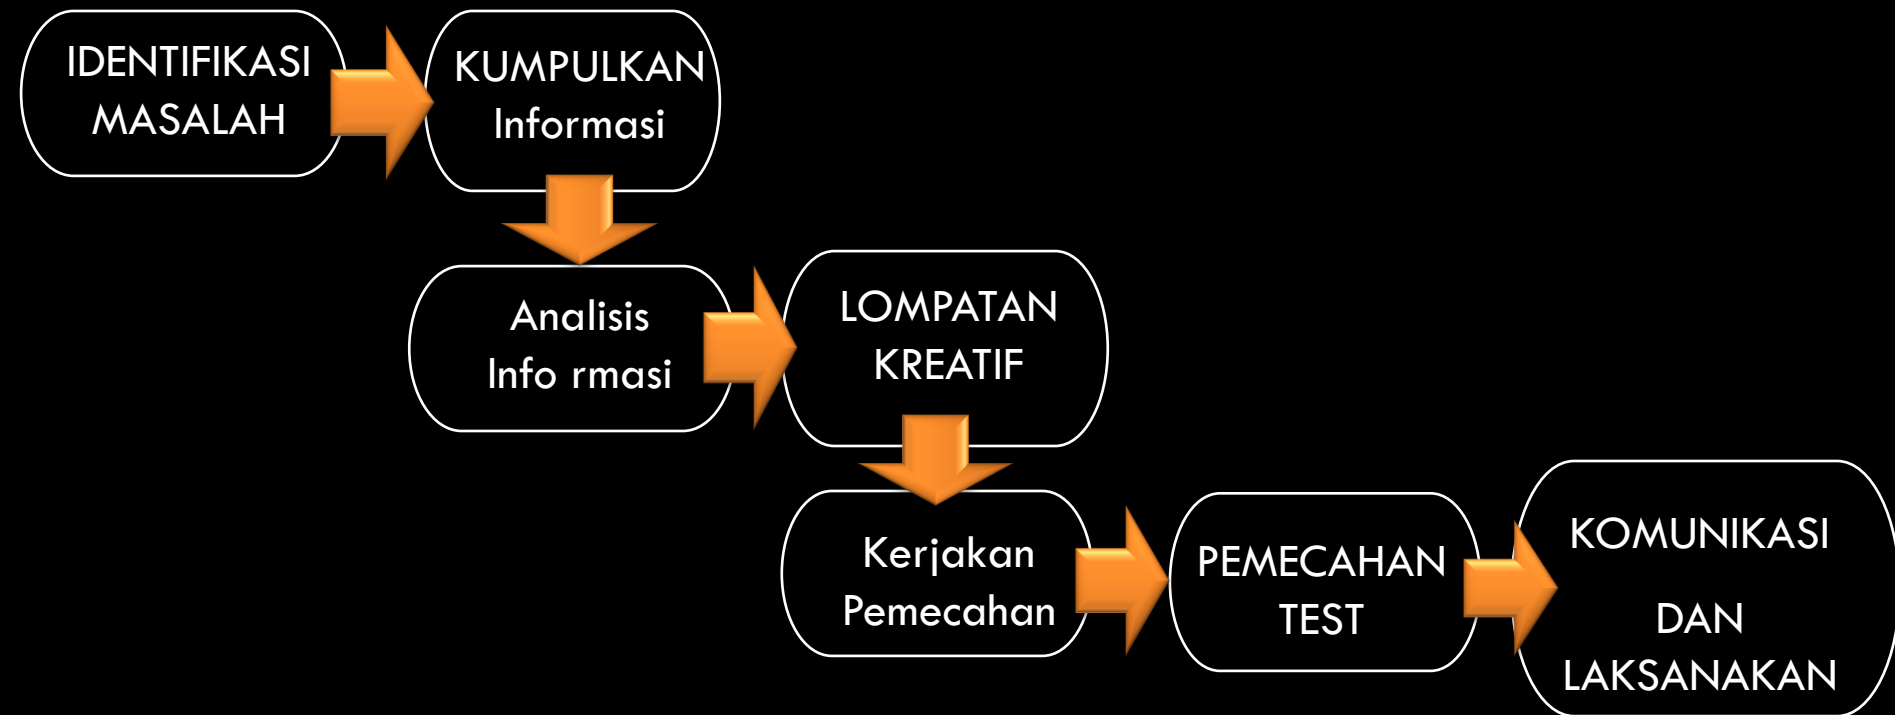 IDENTIFIKASI
MASALAH
KUMPULKAN
Informasi
Analisis
Info rmasi
LOMPATAN
KREATIF
Kerjakan
Pemecahan
PEMECAHAN
TEST
KOMUNIKASI
DAN
LAKSANAKAN